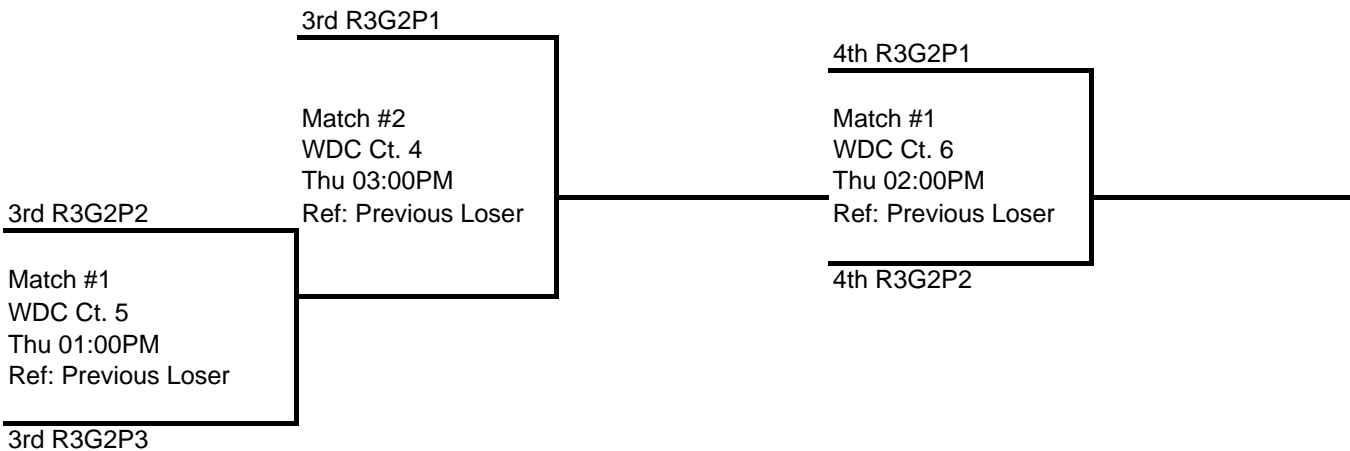 3rd R3G2P1
Match #2
WDC Ct. 4
Thu 03:00PM
Ref: Previous Loser
3rd R3G2P2
Match #1
WDC Ct. 5
Thu 01:00PM
Ref: Previous Loser
3rd R3G2P3
4th R3G2P1
Match #1
WDC Ct. 6
Thu 02:00PM
Ref: Previous Loser
4th R3G2P2